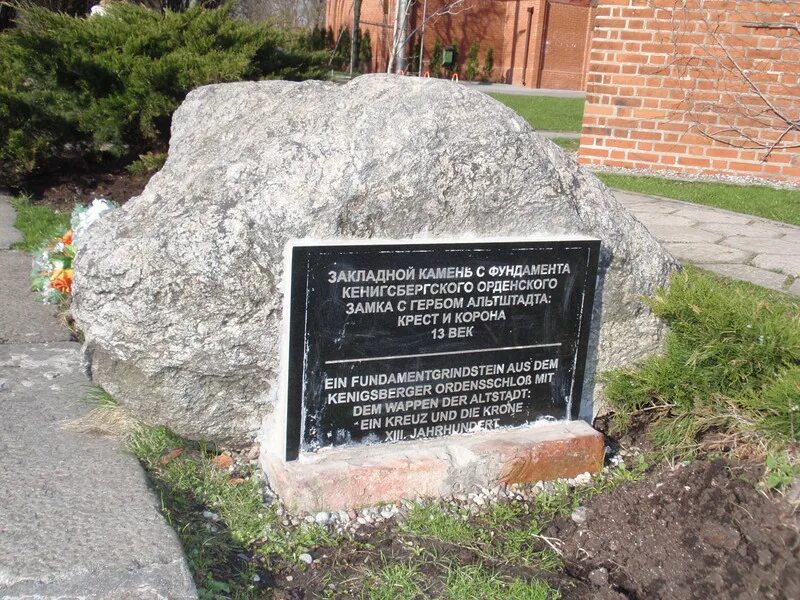 ЗАКЛАДНОЙ КАМЕНЬ С ФУНДАМЕНТА
КЕНИГСБЕРГСКОГО ОРДЕНСКОГО
ЗАМКА С ГЕРБОМ АЛЬТШТАДТА:
КРЕСТ И КОРОНА
13 ВЕК
EIN FUNDAMENTGRINDSTEIN AUS DEM
KENIGSBERGER ORDENSSCHLOß MIT
DEM WAPPEN DER ALTSTADT:
EIN KREUZ UND DIE KRONE
XIII. JAHRHUNDERT